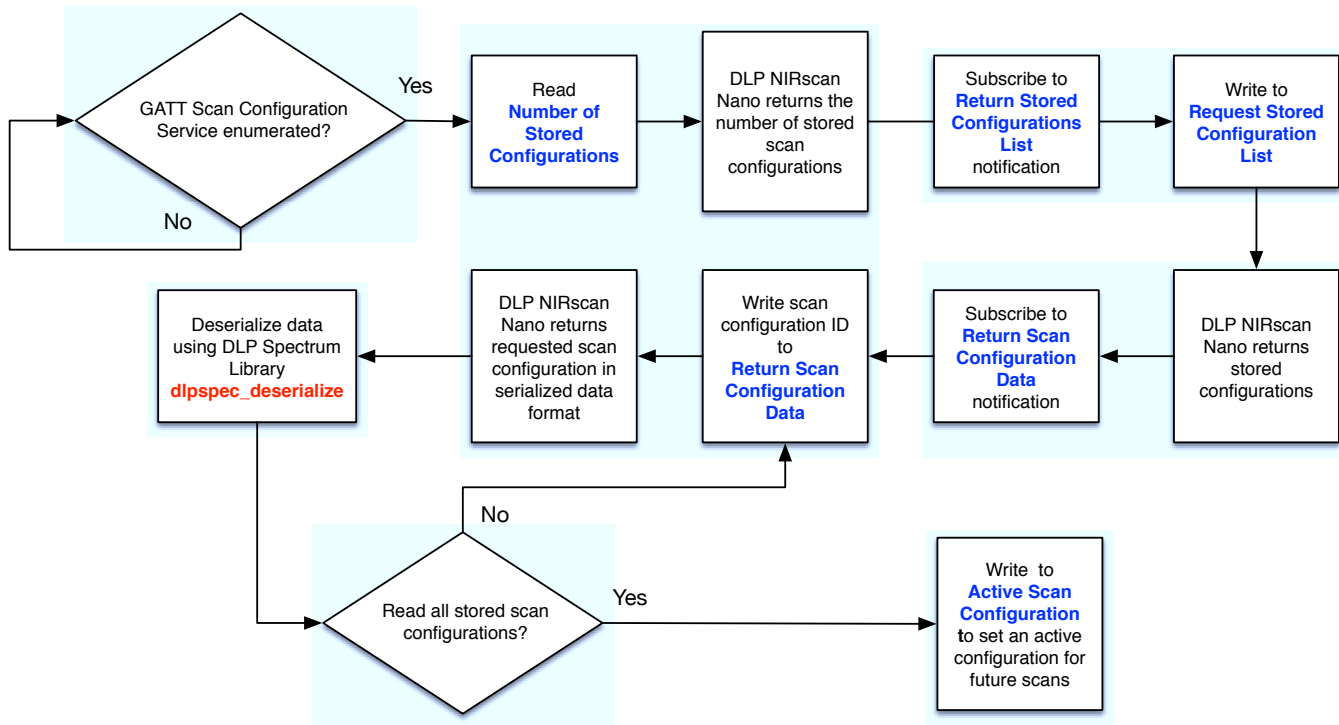 GATT Scan Configuration
Service enumerated?
Yes
No
Read
Number of
Stored
Configurations
DLP NIRscan
Nano returns the
number of stored
scan
configurations
Subscribe to
Return Stored
Configurations
List
notification
Write to
Request Stored
Configuration
List
DLP NIRscan
Nano returns
stored
configurations
Subscribe to
Return Scan
Configuration
Data
notification
Write scan
configuration ID
to
Return Scan
Configuration
Data
DLP NIRscan
Nano returns
requested scan
configuration in
serialized data
format
Deserialize data
using DLP Spectrum
Library
dlpspec_deserialize
Read all stored scan
configurations?
No
Yes
Write to
Active Scan
Configuration
to set an active
configuration for
future scans